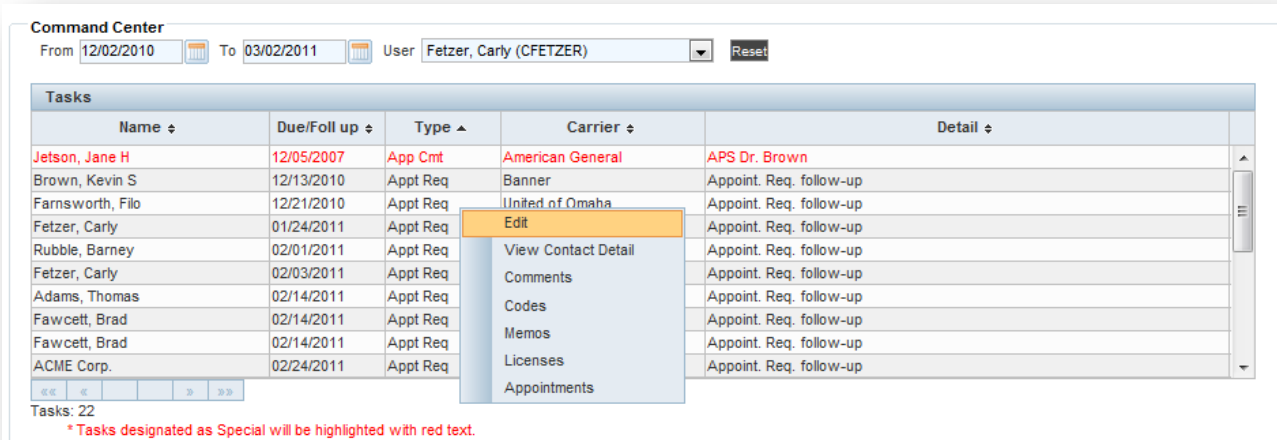 Command Center
From 12/02/2010 To 03/02/2011 User Fetzer, Carly (CFETZER) Reset
Tasks
Name Due/Foll up Type Carrier Detail
Jetson, Jane H 12/05/2007 App Cmt American General APS Dr. Brown
Brown, Kevin S 12/13/2010 Appt Req Banner Appoint. Req. follow-up
Farnsworth, Filo 12/21/2010 Appt Req United of Omaha Appoint. Req. follow-up
Fetzer, Carly 01/24/2011 Appt Req Appoint. Req. follow-up
Rubble, Barney 02/01/2011 Appt Req Appoint. Req. follow-up
Fetzer, Carly 02/03/2011 Appt Req Appoint. Req. follow-up
Adams, Thomas 02/14/2011 Appt Req Appoint. Req. follow-up
Fawcett, Brad 02/14/2011 Appt Req Appoint. Req. follow-up
Fawcett, Brad 02/14/2011 Appt Req Appoint. Req. follow-up
ACME Corp. 02/24/2011 Appt Req Appoint. Req. follow-up
Edit
View Contact Detail
Comments
Codes
Memos
Licenses
Appointments
«« « » »»
Tasks: 22
* Tasks designated as Special will be highlighted with red text.